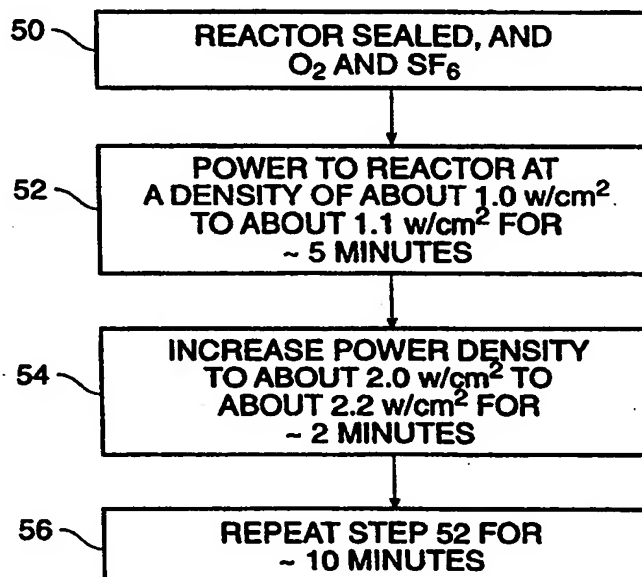 50
REACTOR SEALED, AND
O₂ AND SF₆
52
POWER TO REACTOR AT
A DENSITY OF ABOUT 1.0 w/cm²
TO ABOUT 1.1 w/cm² FOR
~ 5 MINUTES
54
INCREASE POWER DENSITY
TO ABOUT 2.0 w/cm² TO
ABOUT 2.2 w/cm² FOR
~ 2 MINUTES
56
REPEAT STEP 52 FOR
~ 10 MINUTES